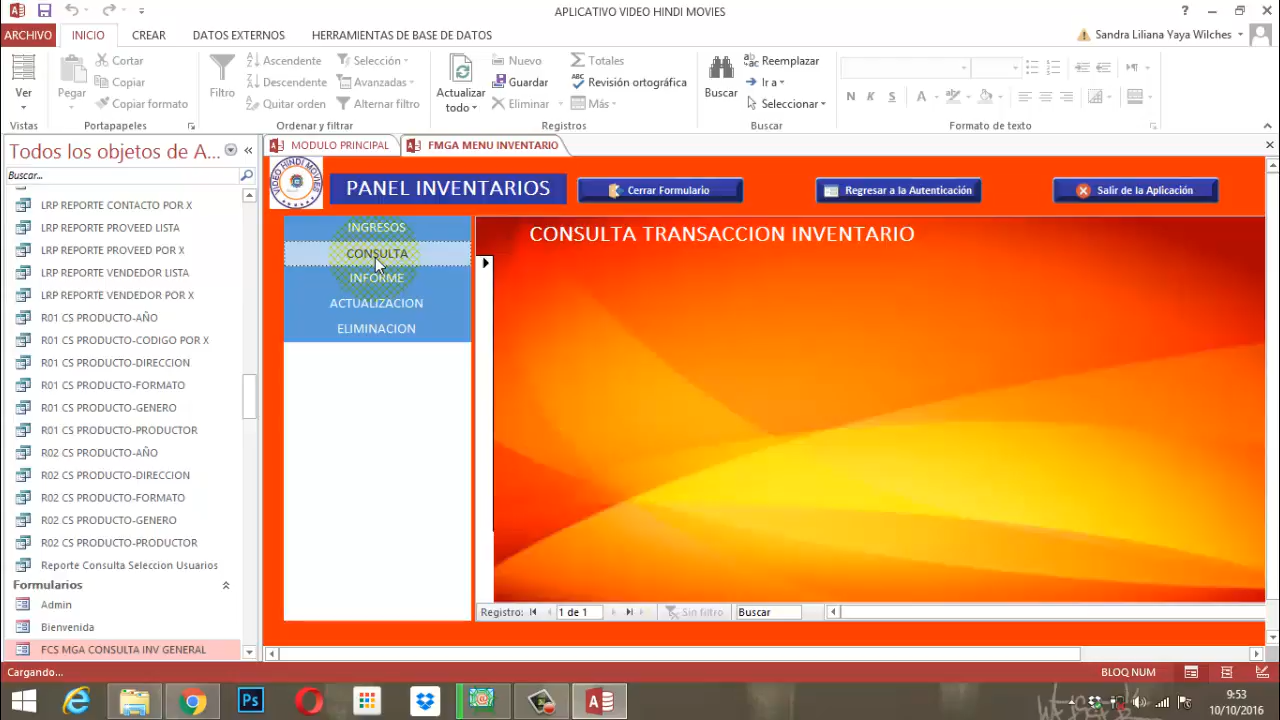 APLICATIVO VIDEO HINDI MOVIES
ARCHIVO INICIO CREAR DATOS EXTERNOS HERRAMIENTAS DE BASE DE DATOS Sandra Liliana Yaya Wilches
Ver
Vistas
Pegar
Cortar
Copiar
Copiar formato
Portapapeles
Filtro
Ascendente
Descendente
Quitar orden
Selección
Avanzadas
Alternar filtro
Ordenar y filtrar
Actualizar todo
Nuevo
Guardar
Eliminar
Totales
Revisión ortográfica
Más
Registros
Buscar
Reemplazar
Ir a
Seleccionar
Buscar
N K S A
Formato de texto
Todos los objetos de A...
Buscar...
LRP REPORTE CONTACTO POR X
LRP REPORTE PROVEED LISTA
LRP REPORTE PROVEED POR X
LRP REPORTE VENDEDOR LISTA
LRP REPORTE VENDEDOR POR X
R01 CS PRODUCTO-AÑO
R01 CS PRODUCTO-CODIGO POR X
R01 CS PRODUCTO-DIRECCION
R01 CS PRODUCTO-FORMATO
R01 CS PRODUCTO-GENERO
R01 CS PRODUCTO-PRODUCTOR
R02 CS PRODUCTO-AÑO
R02 CS PRODUCTO-DIRECCION
R02 CS PRODUCTO-FORMATO
R02 CS PRODUCTO-GENERO
R02 CS PRODUCTO-PRODUCTOR
Reporte Consulta Seleccion Usuarios
Formularios
Admin
Bienvenida
FCS MGA CONSULTA INV GENERAL
MODULO PRINCIPAL FMGA MENU INVENTARIO
VIDEO HINDI MOVIES
PANEL INVENTARIOS Cerrar Formulario Regresar a la Autenticación Salir de la Aplicación
INGRESOS
CONSULTA
INFORME
ACTUALIZACION
ELIMINACION
CONSULTA TRANSACCION INVENTARIO
Registro: 1 de 1 Sin filtro Buscar
Cargando... BLOQ NUM
Ps
9:53
10/10/2016